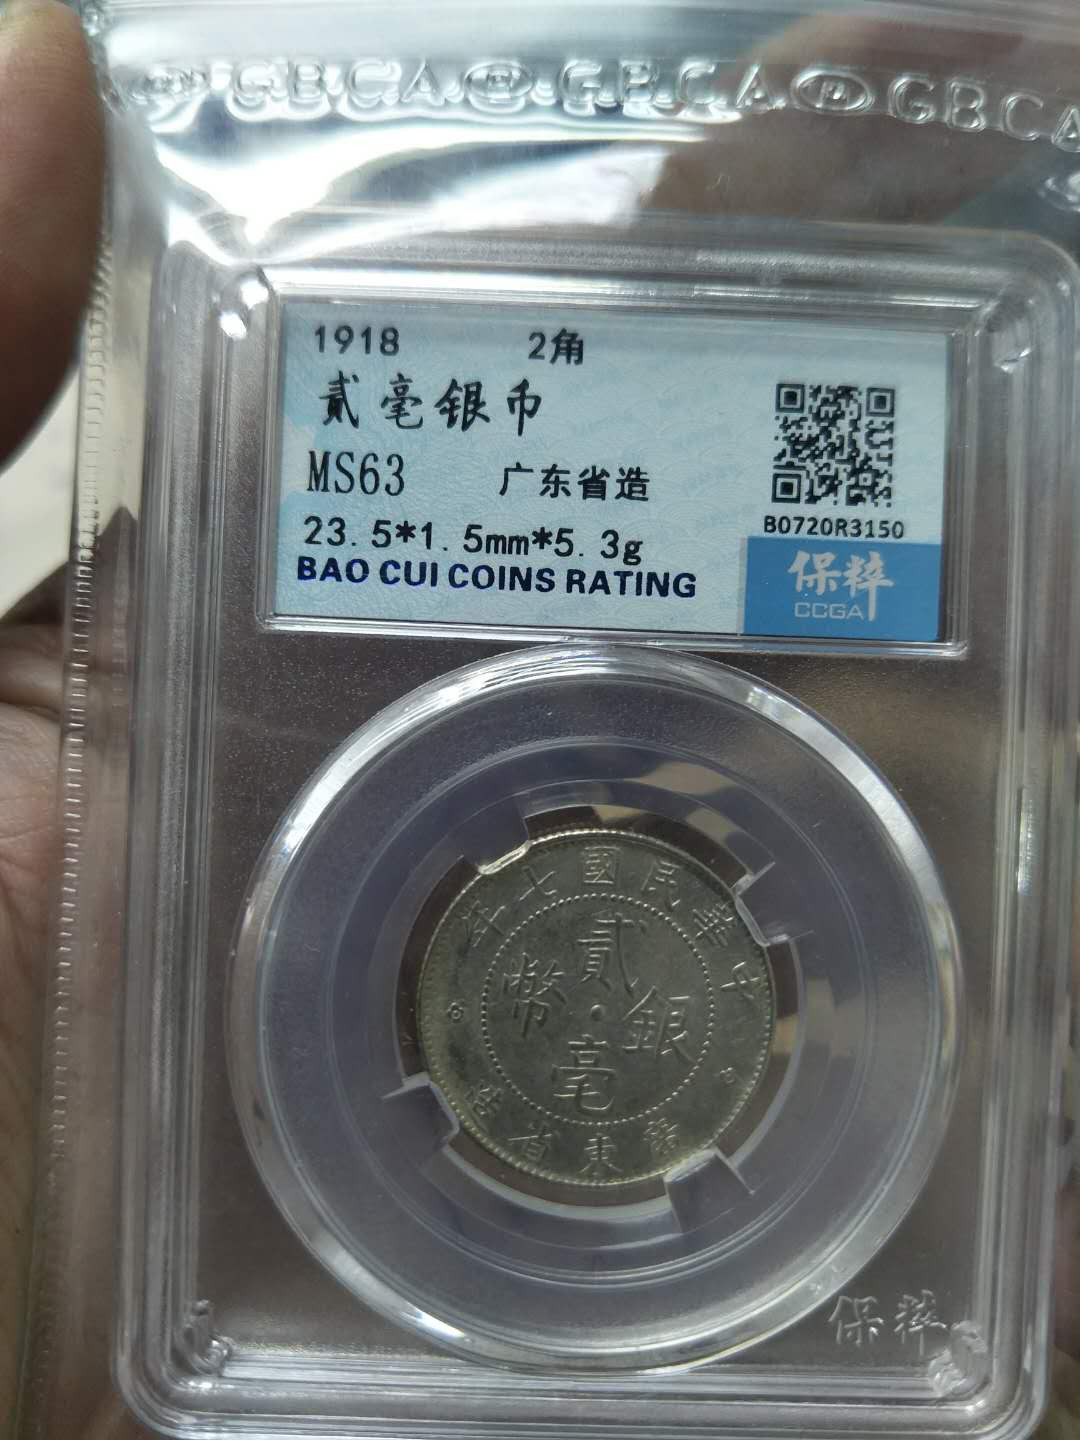 GBCA GBCA GBCA
1918 2角
貳毫银币
MS63 广东省造
23.5*1.5mm*5.3g
BAO CUI COINS RATING
B0720R3150
保粹
CCGA
中華民國七年
貳毫銀幣
廣東省造
保粹